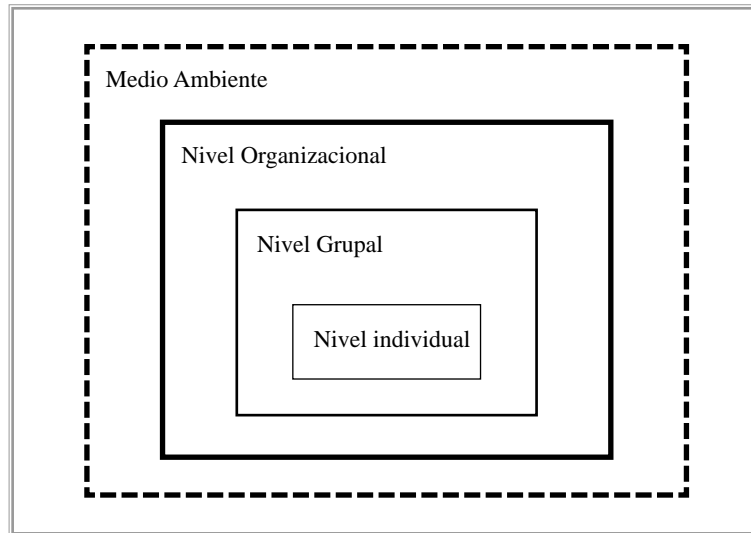 Medio Ambiente
Nivel Organizacional
Nivel Grupal
Nivel individual